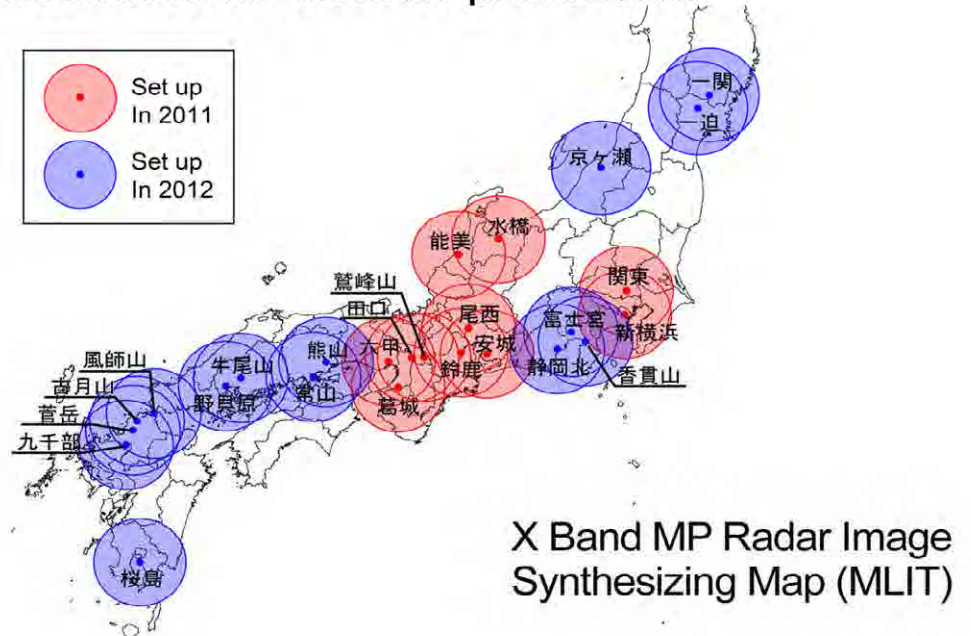 Set up
In 2011
Set up
In 2012
一関
一迫
京ヶ瀬
水橋
能美
鷲峰山
田口
関東
尾西
富士宮
新横浜
六甲
安城
熊山
鈴鹿
静岡北
香貫山
風師山
牛尾山
古月山
常山
野貝原
葛城
菅岳
九千部
桜島
X Band MP Radar Image
Synthesizing Map (MLIT)